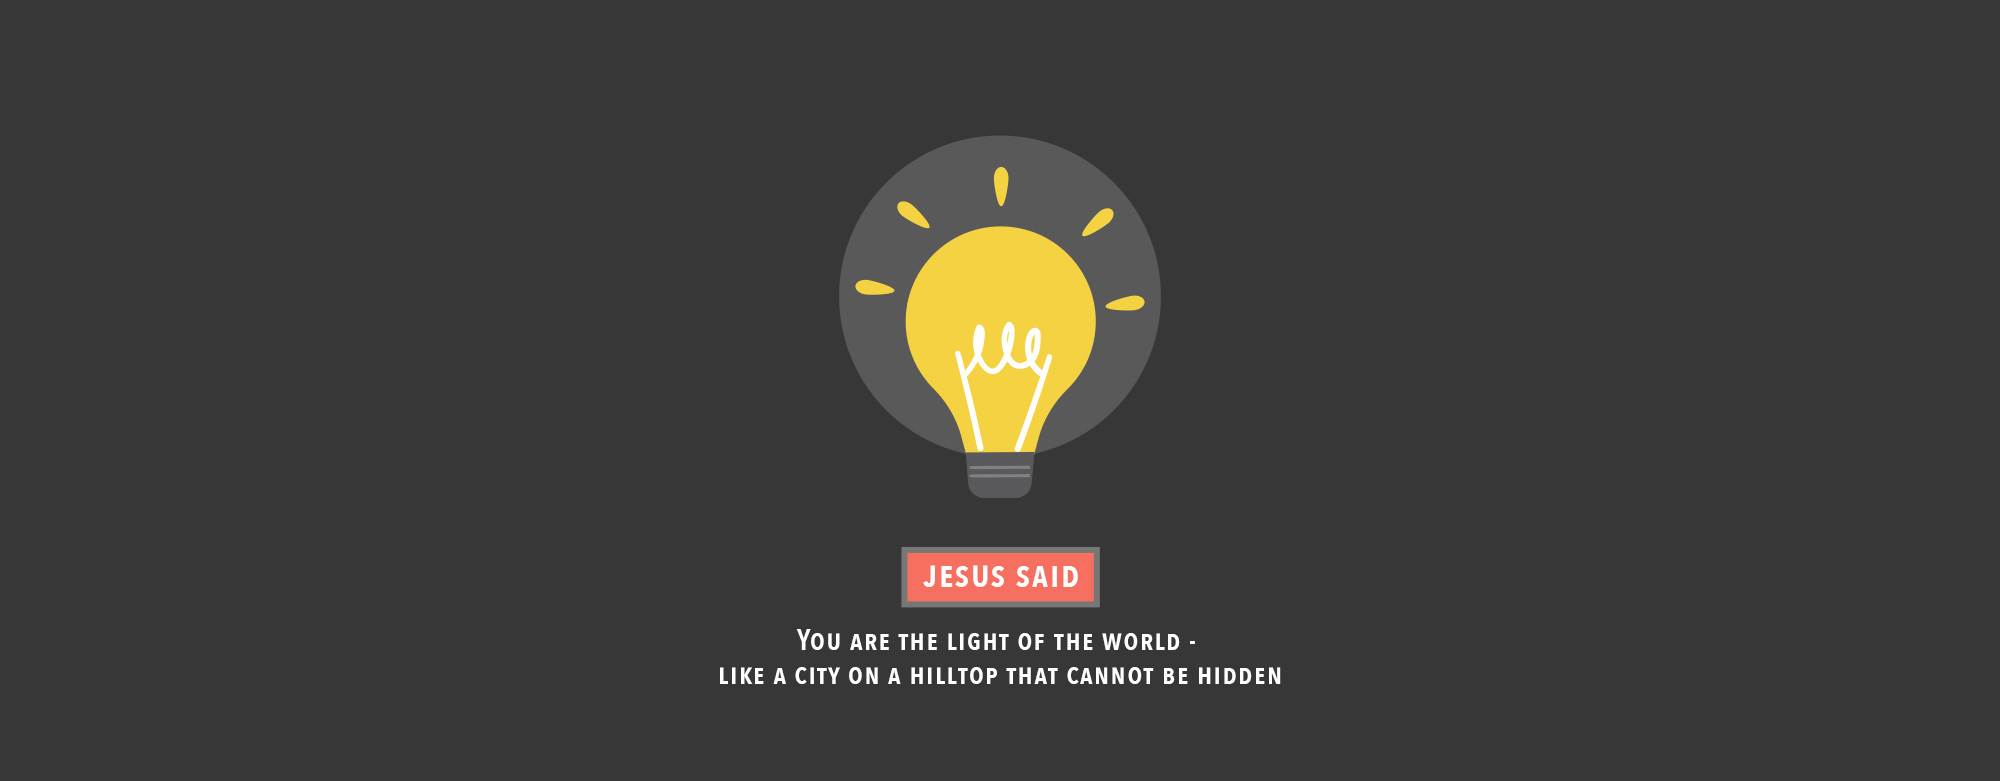 JESUS SAID
You are the light of the world -
like a city on a hilltop that cannot be hidden